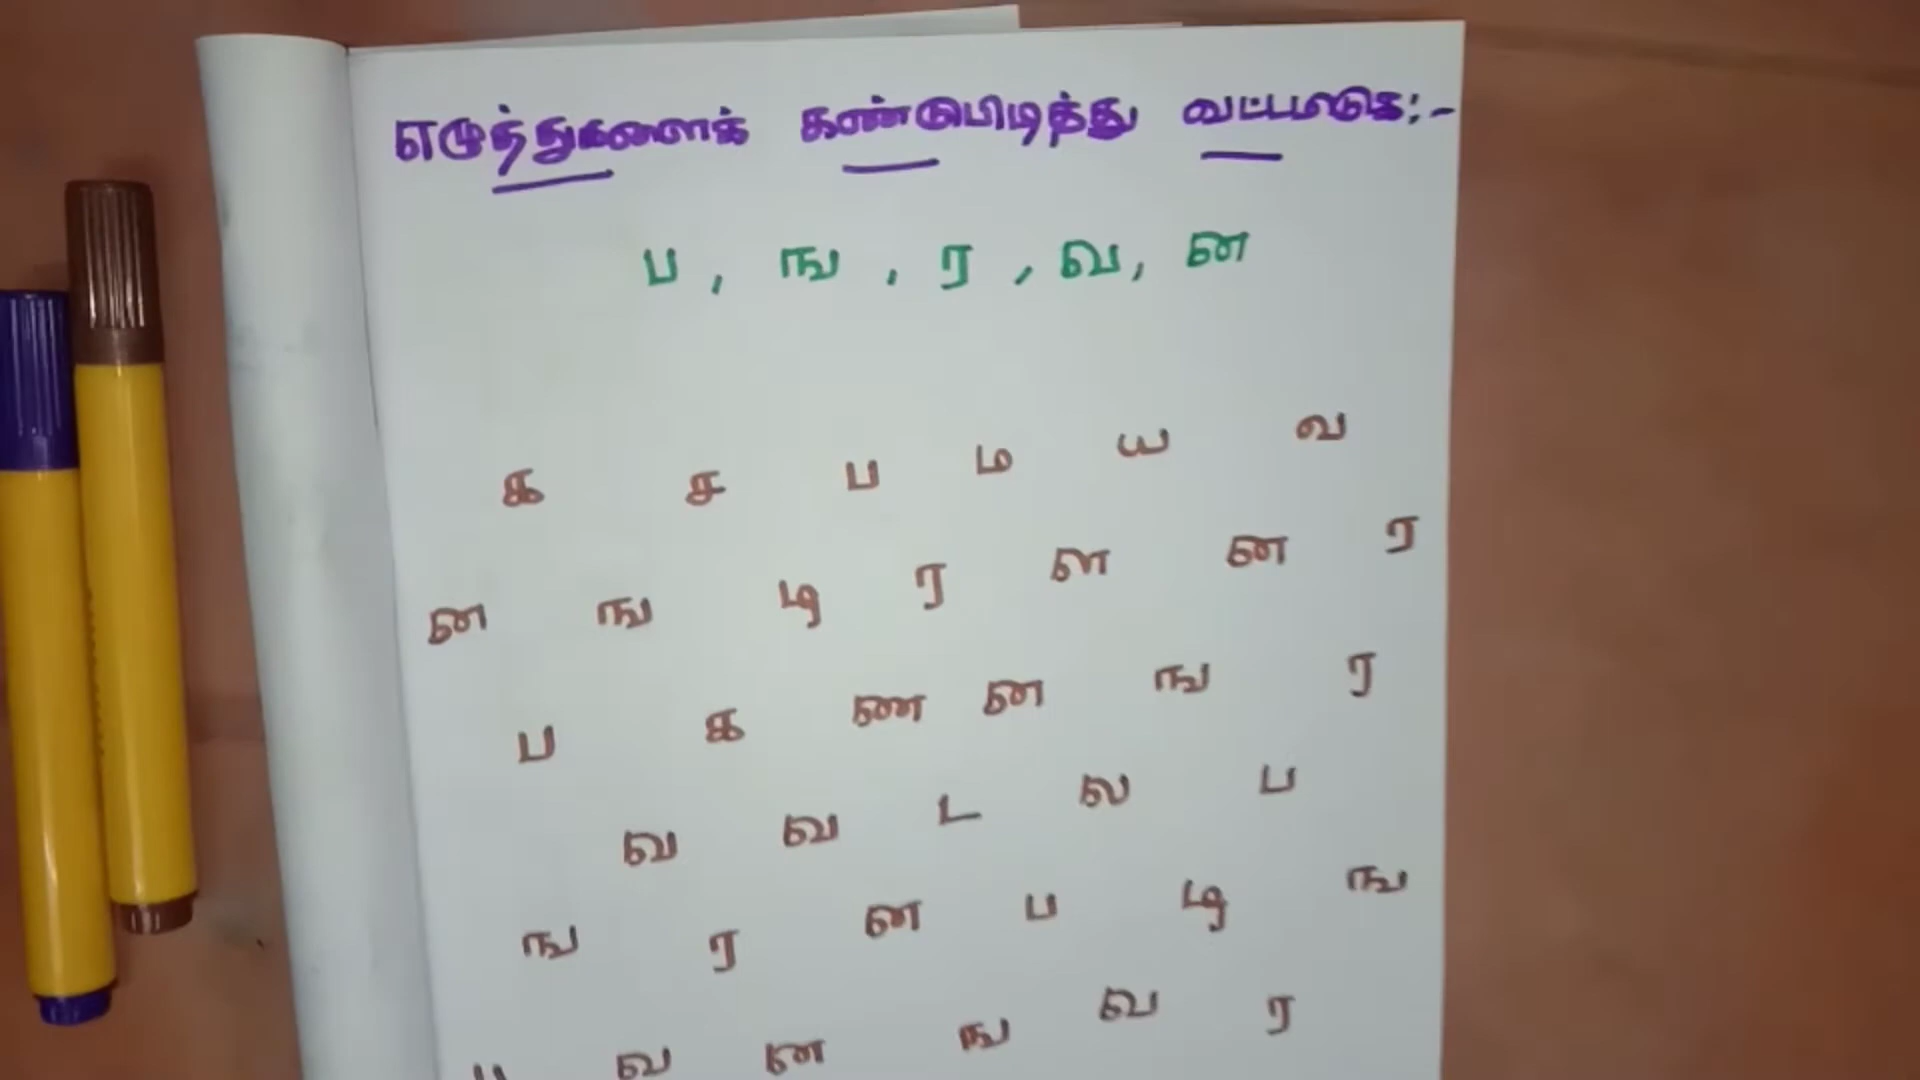 எழுத்துகளைக் கண்டுபிடித்து வட்டமிடுக:-
ப , ங , ர , வ , ன
க ச ப ம ய வ
ன ங டி ர ள ன ர
ப க ண ன ங ர
வ வ ட ல ப
ங ர ன ப டி ங
ப வ ன ங வ ர